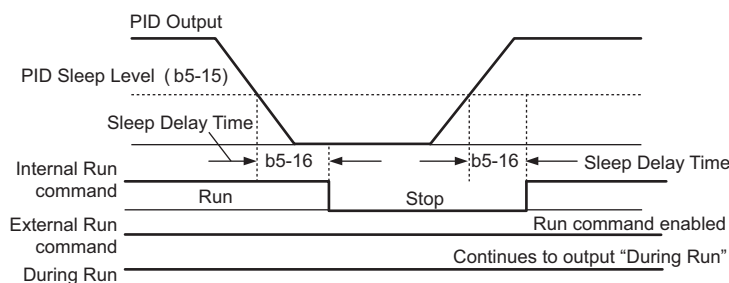 PID Output
PID Sleep Level (b5-15)
Sleep Delay Time
b5-16
b5-16
Sleep Delay Time
Internal Run
command
Run
Stop
External Run
command
Run command enabled
Continues to output “During Run”
During Run